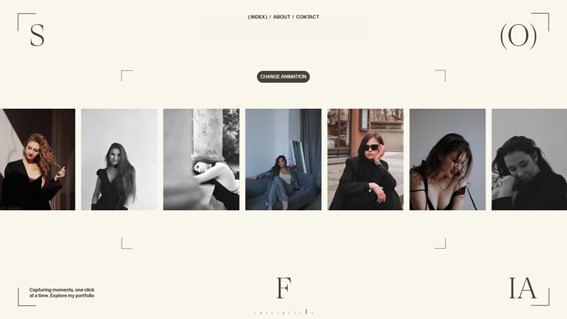 (INDEX) / ABOUT / CONTACT
S
(O)
CHANGE ANIMATION
Capturing moments, one click
at a time. Explore my portfolio
F
IA